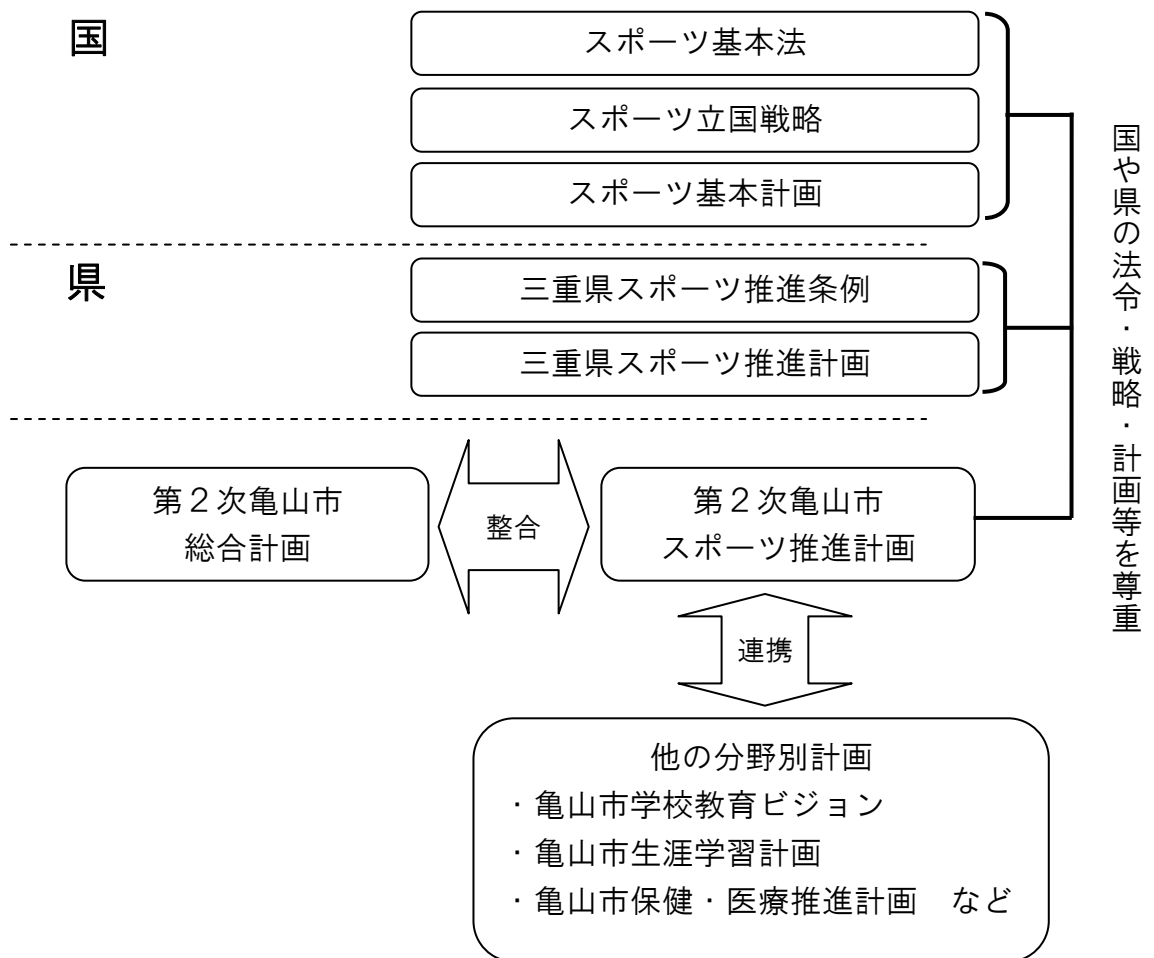 国
スポーツ基本法
スポーツ立国戦略
スポーツ基本計画
県
三重県スポーツ推進条例
三重県スポーツ推進計画
国や県の法令・戦略・計画等を尊重
第２次亀山市
総合計画
整合
第２次亀山市
スポーツ推進計画
連携
他の分野別計画
・亀山市学校教育ビジョン
・亀山市生涯学習計画
・亀山市保健・医療推進計画　など